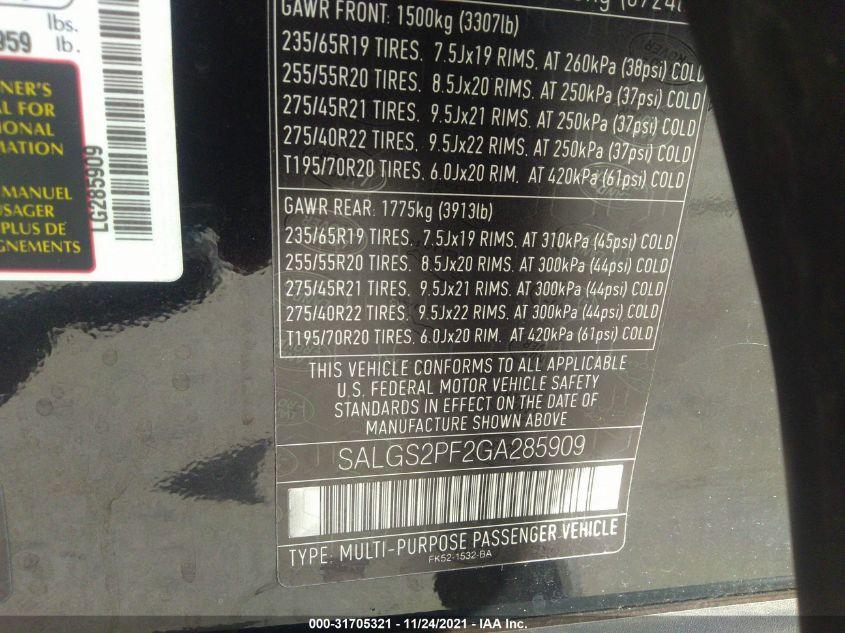 lbs.
959 lb.
NER'S
AL FOR
IONAL
MATION
MANUEL
USAGER
PLUS DE
GNEMENTS
LG285909
GAWR FRONT: 1500kg (3307lb)
235/65R19 TIRES, 7.5Jx19 RIMS, AT 260kPa (38psi) COLD
255/55R20 TIRES, 8.5Jx20 RIMS, AT 250kPa (37psi) COLD
275/45R21 TIRES, 9.5Jx21 RIMS, AT 250kPa (37psi) COLD
275/40R22 TIRES, 9.5Jx22 RIMS, AT 250kPa (37psi) COLD
T195/70R20 TIRES, 6.0Jx20 RIM, AT 420kPa (61psi) COLD
GAWR REAR: 1775kg (3913lb)
235/65R19 TIRES, 7.5Jx19 RIMS, AT 310kPa (45psi) COLD
255/55R20 TIRES, 8.5Jx20 RIMS, AT 300kPa (44psi) COLD
275/45R21 TIRES, 9.5Jx21 RIMS, AT 300kPa (44psi) COLD
275/40R22 TIRES, 9.5Jx22 RIMS, AT 300kPa (44psi) COLD
T195/70R20 TIRES, 6.0Jx20 RIM, AT 420kPa (61psi) COLD
THIS VEHICLE CONFORMS TO ALL APPLICABLE
U.S. FEDERAL MOTOR VEHICLE SAFETY
STANDARDS IN EFFECT ON THE DATE OF
MANUFACTURE SHOWN ABOVE
SALGS2PF2GA285909
TYPE: MULTI-PURPOSE PASSENGER VEHICLE
FK52-1532-BA
000-31705321 - 11/24/2021 - IAA Inc.